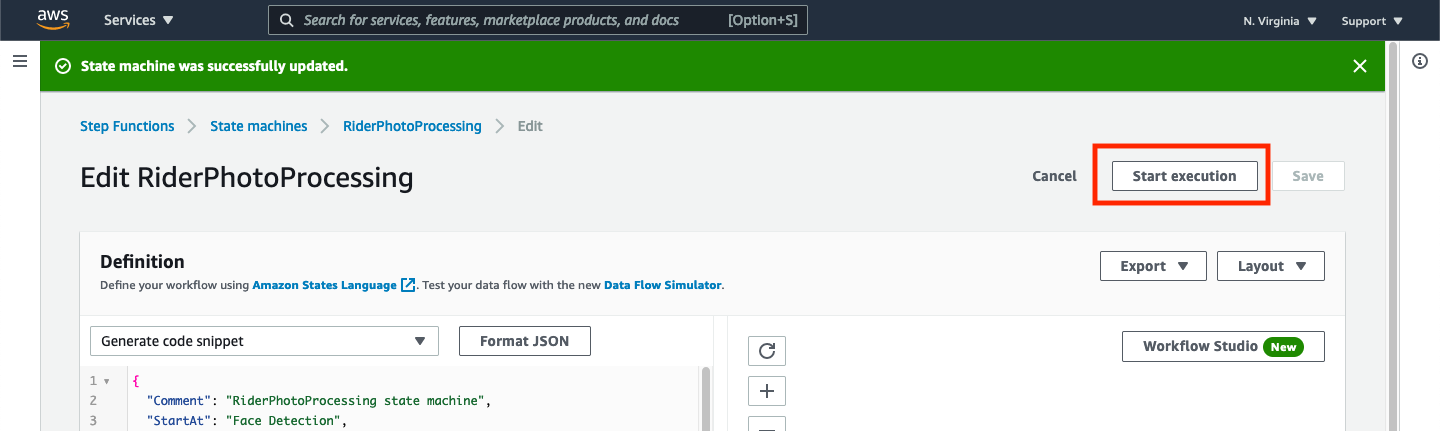 aws Services Search for services, features, marketplace products, and docs [Option+S] N. Virginia Support
State machine was successfully updated.
Step Functions State machines RiderPhotoProcessing Edit
Edit RiderPhotoProcessing Cancel Start execution Save
Definition Export Layout
Define your workflow using Amazon States Language. Test your data flow with the new Data Flow Simulator.
Generate code snippet Format JSON Workflow Studio New
1 {
2 "Comment": "RiderPhotoProcessing state machine",
3 "StartAt": "Face Detection",